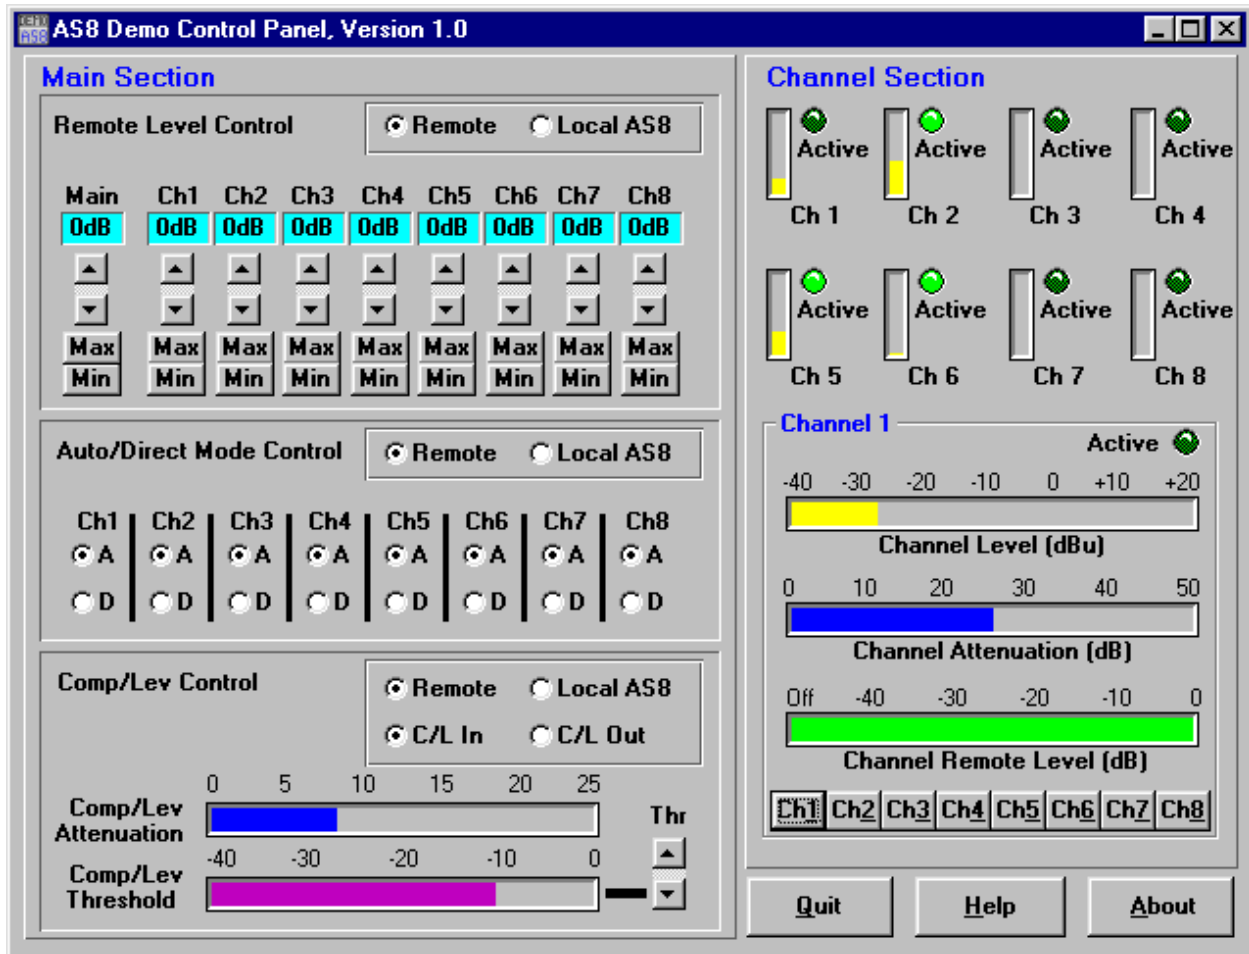 DEMO AS8
AS8 Demo Control Panel, Version 1.0
Main Section
Remote Level Control
Remote Local AS8
Main Ch1 Ch2 Ch3 Ch4 Ch5 Ch6 Ch7 Ch8
0dB 0dB 0dB 0dB 0dB 0dB 0dB 0dB 0dB
Max Max Max Max Max Max Max Max Max
Min Min Min Min Min Min Min Min Min
Auto/Direct Mode Control
Remote Local AS8
Ch1 Ch2 Ch3 Ch4 Ch5 Ch6 Ch7 Ch8
A A A A A A A A
D D D D D D D D
Comp/Lev Control
Remote Local AS8
C/L In C/L Out
0 5 10 15 20 25
Comp/Lev
Attenuation
Thr
-40 -30 -20 -10 0
Comp/Lev
Threshold
Channel Section
Active Active Active Active
Ch 1 Ch 2 Ch 3 Ch 4
Active Active Active Active
Ch 5 Ch 6 Ch 7 Ch 8
Channel 1
Active
-40 -30 -20 -10 0 +10 +20
Channel Level (dBu)
0 10 20 30 40 50
Channel Attenuation (dB)
Off -40 -30 -20 -10 0
Channel Remote Level (dB)
Ch1 Ch2 Ch3 Ch4 Ch5 Ch6 Ch7 Ch8
Quit Help About